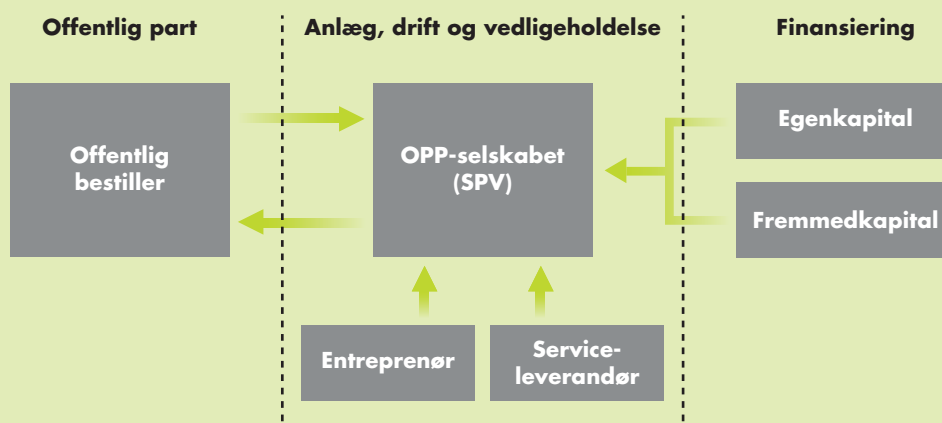 Offentlig part
Anlæg, drift og vedligeholdelse
Finansiering
Offentlig
bestiller
OPP-selskabet
(SPV)
Egenkapital
Fremmedkapital
Entreprenør
Service-
leverandør